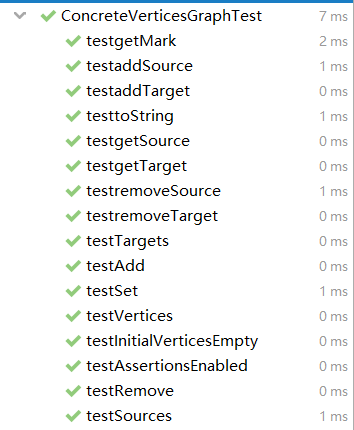 ConcreteVerticesGraphTest 7 ms
testgetMark 2 ms
testaddSource 1 ms
testaddTarget 0 ms
testtoString 1 ms
testgetSource 0 ms
testgetTarget 0 ms
testremoveSource 1 ms
testremoveTarget 0 ms
testTargets 0 ms
testAdd 0 ms
testSet 1 ms
testVertices 0 ms
testInitialVerticesEmpty 0 ms
testAssertionsEnabled 0 ms
testRemove 0 ms
testSources 1 ms